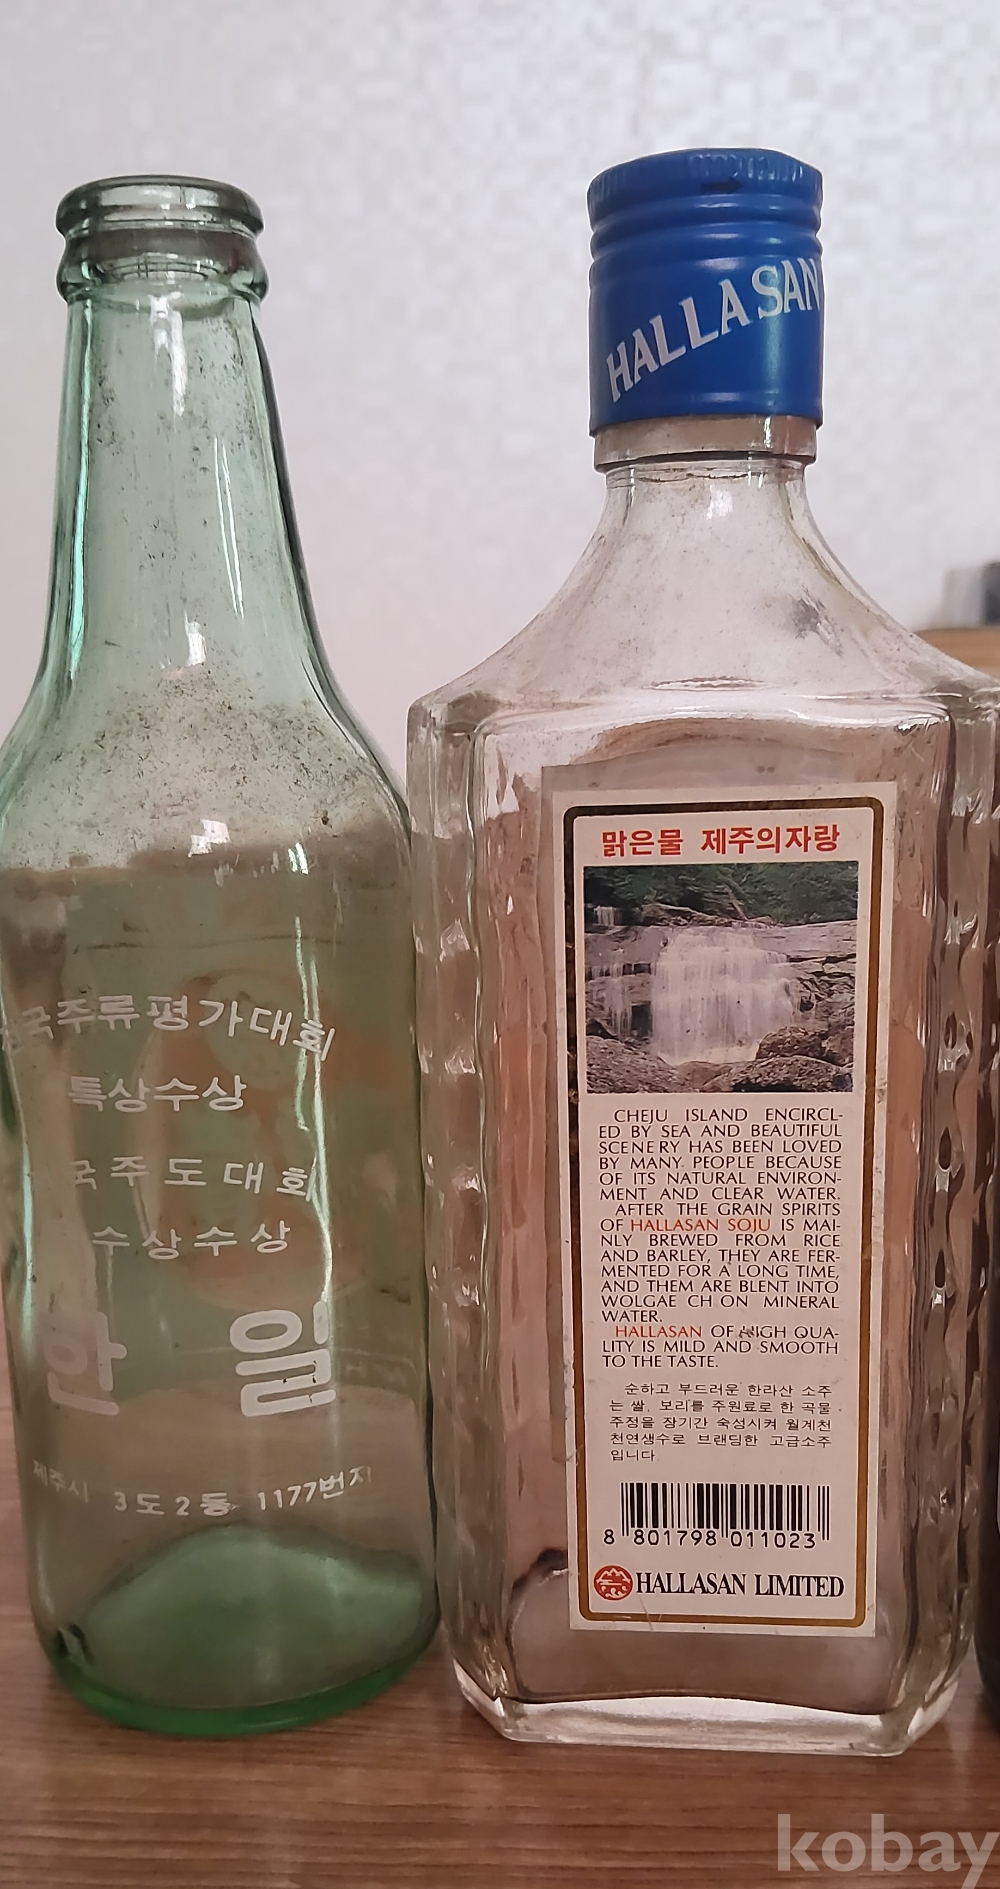 국주류평가대회
특상수상
국주도대회
수상수상
한일
제주시 3도2동 1177번지
HALLASAN
맑은물 제주의자랑
CHEJU ISLAND ENCIRCL-
ED BY SEA AND BEAUTIFUL
SCENERY HAS BEEN LOVED
BY MANY PEOPLE BECAUSE
OF ITS NATURAL ENVIRON-
MENT AND CLEAR WATER.
AFTER THE GRAIN SPIRITS
OF HALLASAN SOJU IS MAI-
NLY BREWED FROM RICE
AND BARLEY, THEY ARE FER-
MENTED FOR A LONG TIME,
AND THEM ARE BLENT INTO
WOLGAE CH ON MINERAL
WATER.
HALLASAN OF HIGH QUA-
LITY IS MILD AND SMOOTH
TO THE TASTE.
순하고 부드러운 한라산 소주
는 쌀, 보리를 주원료로 한 곡물
주정을 장기간 숙성시켜 월계천
천연생수로 브랜딩한 고급소주
입니다.
8 801798 011023
HALLASAN LIMITED
kobay